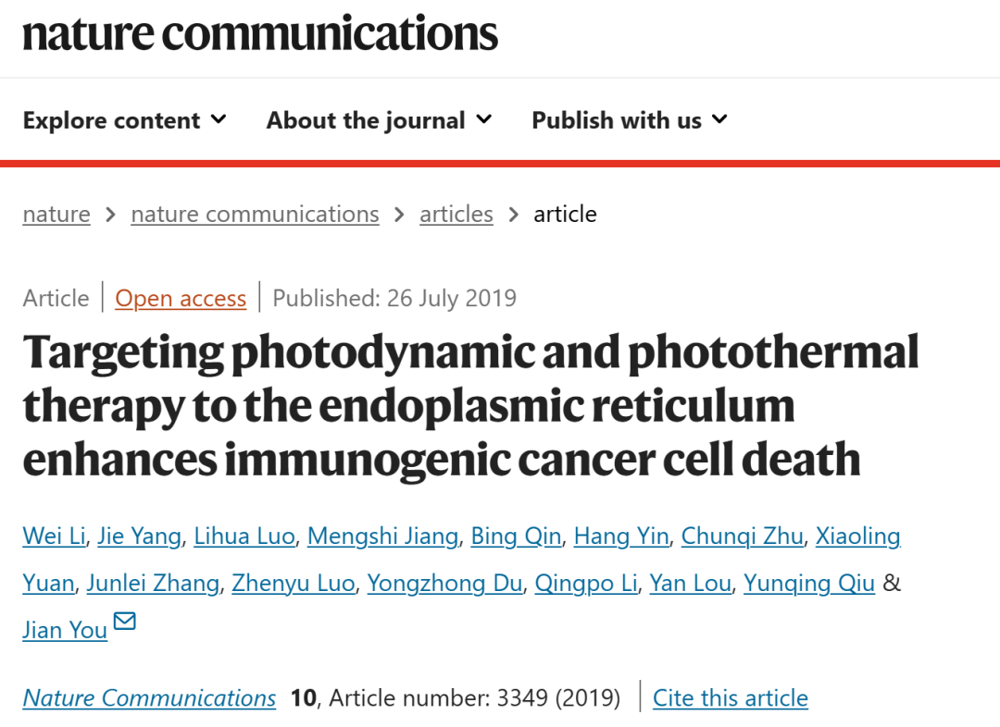 nature communications
Explore content About the journal Publish with us
nature > nature communications > articles > article
Article | Open access | Published: 26 July 2019
Targeting photodynamic and photothermal
therapy to the endoplasmic reticulum
enhances immunogenic cancer cell death
Wei Li, Jie Yang, Lihua Luo, Mengshi Jiang, Bing Qin, Hang Yin, Chunqi Zhu, Xiaoling
Yuan, Junlei Zhang, Zhenyu Luo, Yongzhong Du, Qingpo Li, Yan Lou, Yunqing Qiu &
Jian You
Nature Communications 10, Article number: 3349 (2019) | Cite this article